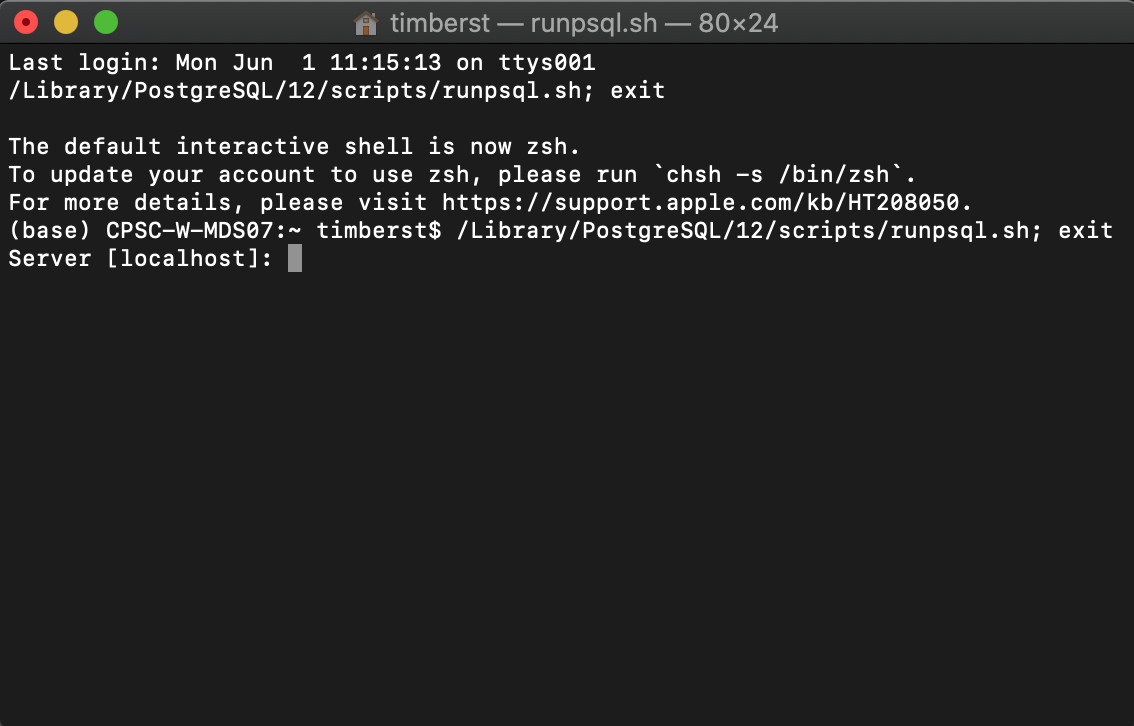 timberst — runpsql.sh — 80×24
Last login: Mon Jun  1 11:15:13 on ttys001
/Library/PostgreSQL/12/scripts/runpsql.sh; exit
The default interactive shell is now zsh.
To update your account to use zsh, please run `chsh -s /bin/zsh`.
For more details, please visit https://support.apple.com/kb/HT208050.
(base) CPSC-W-MDS07:~ timberst$ /Library/PostgreSQL/12/scripts/runpsql.sh; exit
Server [localhost]: